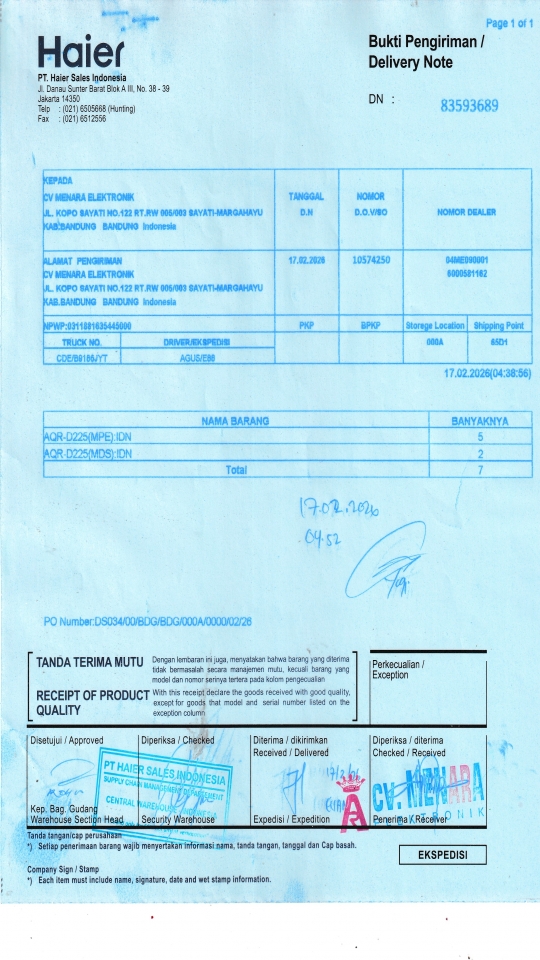 Page 1 of 1
Haier
Bukti Pengiriman /
Delivery Note
PT. Haier Sales Indonesia
Jl. Danau Sunter Barat Blok A III, No. 38 - 39
Jakarta 14350
Telp : (021) 6505668 (Hunting)
Fax : (021) 6512556
DN : 83593689
KEPADA
CV MENARA ELEKTRONIK
JL. KOPO SAYATI NO.122 RT.RW 005/003 SAYATI-MARGAHAYU
KAB.BANDUNG BANDUNG Indonesia
TANGGAL
D.N
NOMOR
D.O.V/SO
NOMOR DEALER
ALAMAT PENGIRIMAN
CV MENARA ELEKTRONIK
JL. KOPO SAYATI NO.122 RT.RW 005/003 SAYATI-MARGAHAYU
KAB.BANDUNG BANDUNG Indonesia
17.02.2026
10574250
04ME090001
6000581162
NPWP:0311881635445000
PKP
BPKP
Storege Location
Shipping Point
TRUCK NO.
DRIVER/EKSPEDISI
000A
65D1
CDE/B9186/YT
AGUS/E88
17.02.2026(04:38:56)
NAMA BARANG BANYAKNYA
AQR-D225(MPE):IDN 5
AQR-D225(MDS):IDN 2
Total 7
17.02.2026
04.52
PO Number:DS034/00/BDG/BDG/000A/0000/02/26
TANDA TERIMA MUTU
Dengan lembaran ini juga, menyatakan bahwa barang yang diterima
tidak bermasalah secara manajemen mutu, kecuali barang yang
model dan nomor serinya tertera pada kolom pengecualian
RECEIPT OF PRODUCT
QUALITY
With this receipt declare the goods received with good quality,
except for goods that model and serial number listed on the
exception column
Perkecualian /
Exception
Disetujui / Approved
Diperiksa / Checked
Diterima / dikirimkan
Received / Delivered
Diperiksa / diterima
Checked / Received
PT HAIER SALES INDONESIA
SUPPLY CHAIN MANAGEMENT DEPARTEMENT
CENTRAL WAREHOUSE
17/2/26
CV. MENARA
ELEKTRONIK
Kep. Bag. Gudang
Warehouse Section Head
Security Warehouse
Expedisi / Expedition
Penerima / Receiver
Tanda tangan/cap perusahaan
*) Setiap penerimaan barang wajib menyertakan informasi nama, tanda tangan, tanggal dan Cap basah.
EKSPEDISI
Company Sign / Stamp
*) Each item must include name, signature, date and wet stamp information.